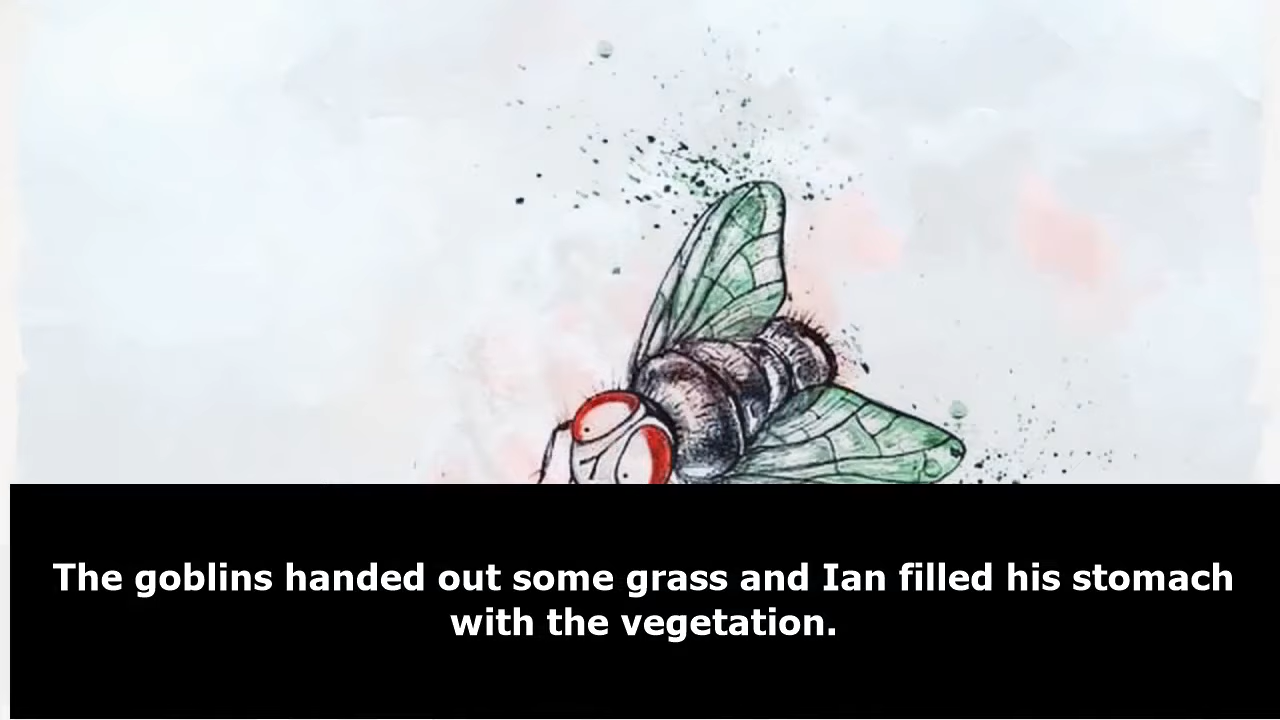 The goblins handed out some grass and Ian filled his stomach
with the vegetation.